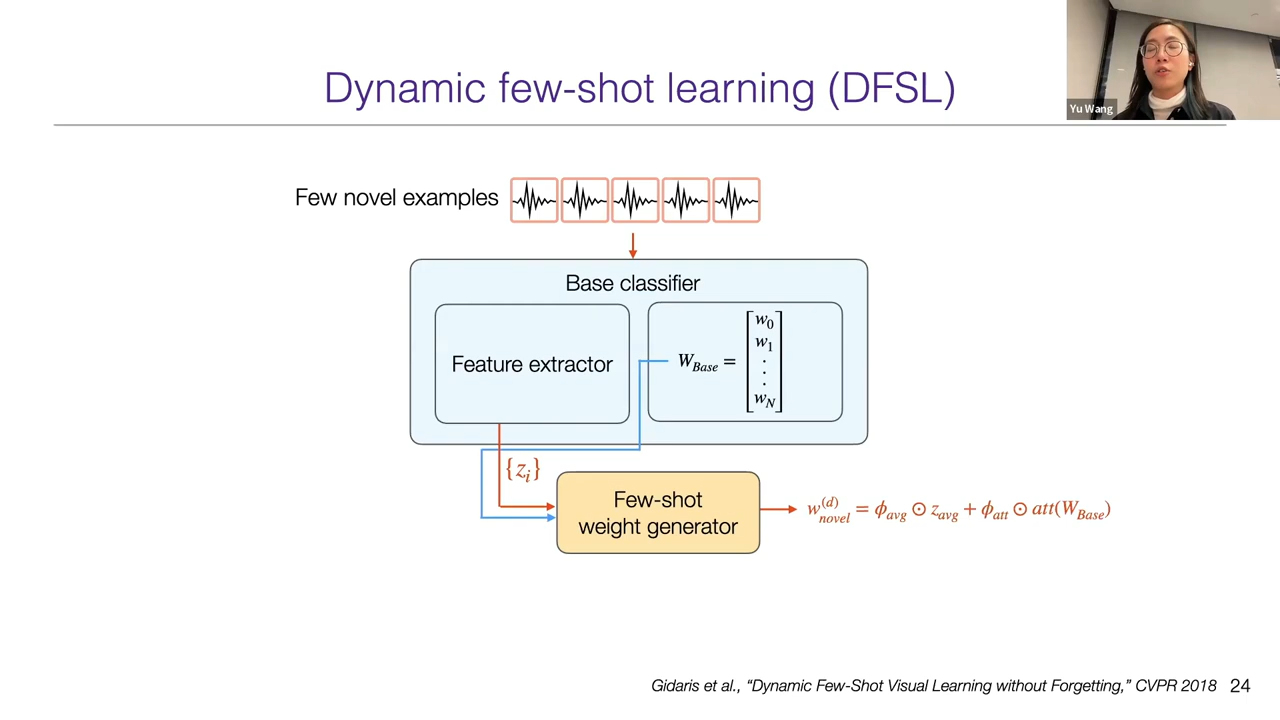 Dynamic few-shot learning (DFSL)
Yu Wang
Few novel examples
Base classifier
Feature extractor
W_Base = [w_0 w_1 . . . w_N]
{z_i}
Few-shot
weight generator
w_novel^(d) = ϕ_avg ⊙ z_avg + ϕ_att ⊙ att(W_Base)
Gidaris et al., “Dynamic Few-Shot Visual Learning without Forgetting,” CVPR 2018 24